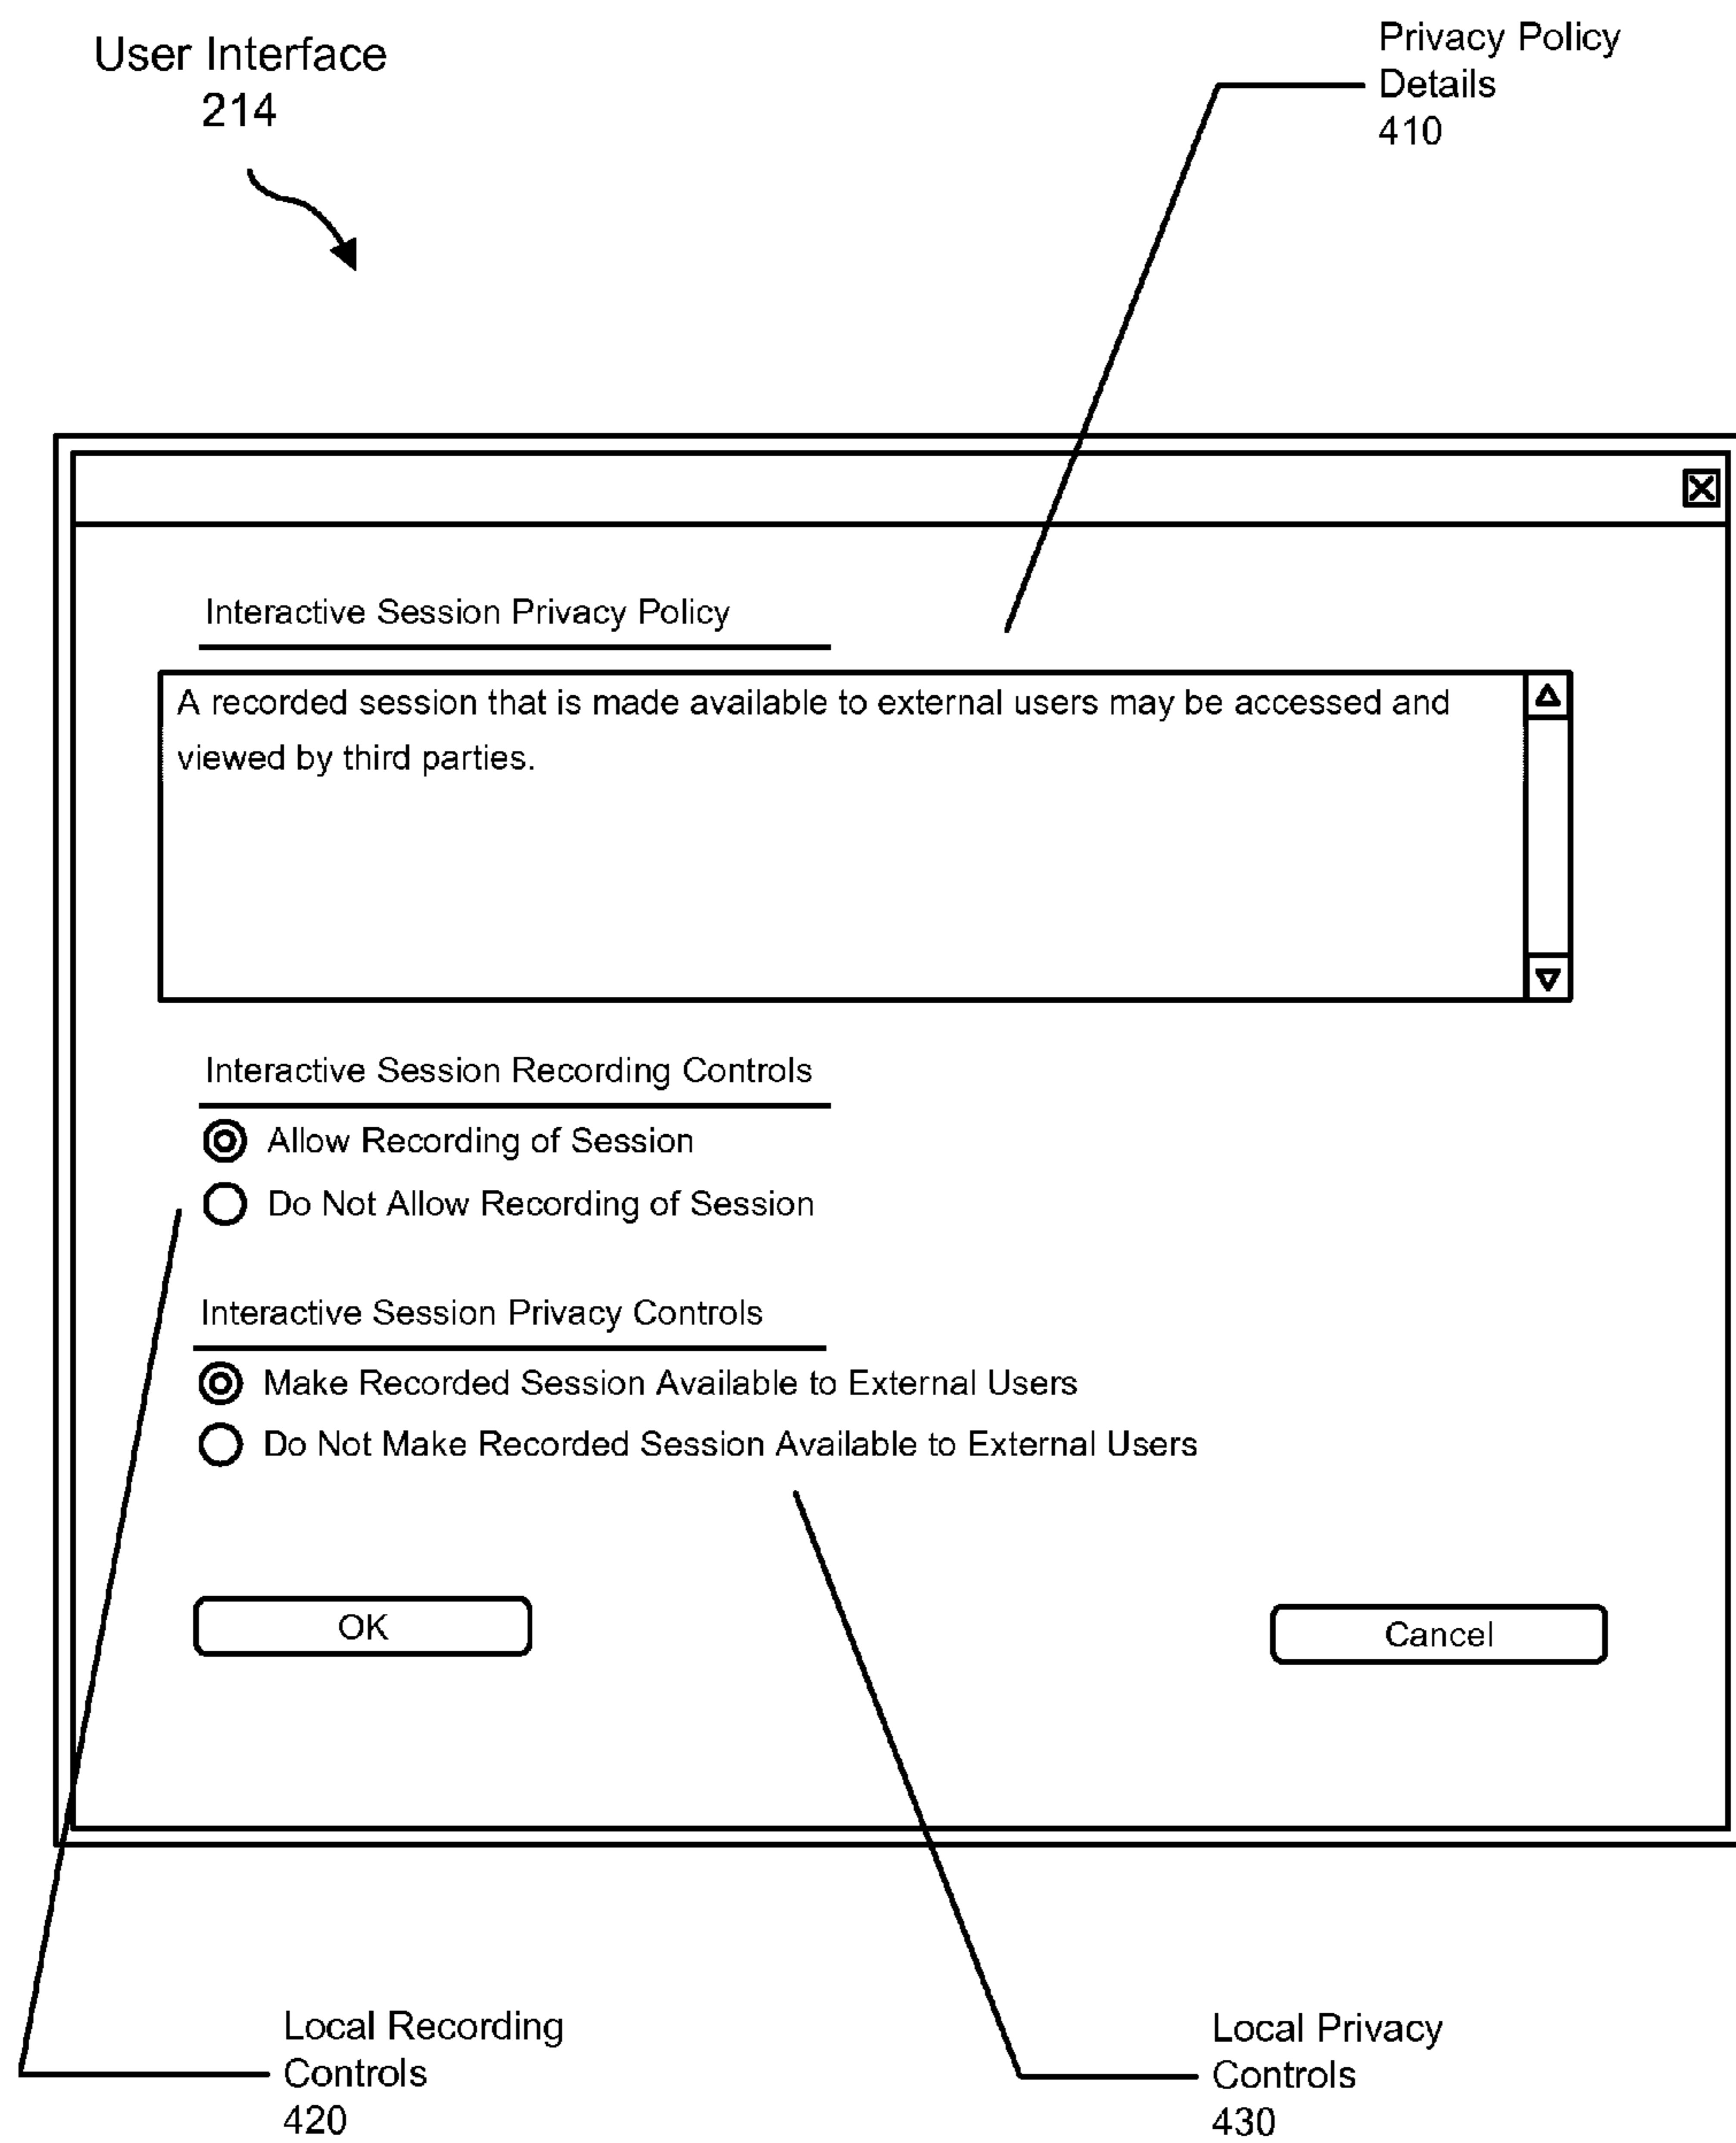 User Interface
214
Privacy Policy
Details
410
Interactive Session Privacy Policy
A recorded session that is made available to external users may be accessed and
viewed by third parties.
Interactive Session Recording Controls
Allow Recording of Session
Do Not Allow Recording of Session
Interactive Session Privacy Controls
Make Recorded Session Available to External Users
Do Not Make Recorded Session Available to External Users
OK
Cancel
Local Recording
Controls
420
Local Privacy
Controls
430